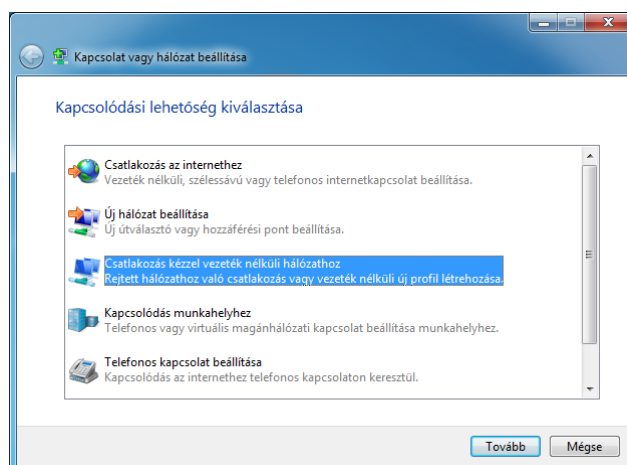 Kapcsolat vagy hálózat beállítása
Kapcsolódási lehetőség kiválasztása
Csatlakozás az internethez
Vezeték nélküli, szélessávú vagy telefonos internetkapcsolat beállítása.
Új hálózat beállítása
Új útválasztó vagy hozzáférési pont beállítása.
Csatlakozás kézzel vezeték nélküli hálózathoz
Rejtett hálózathoz való csatlakozás vagy vezeték nélküli új profil létrehozása.
Kapcsolódás munkahelyhez
Telefonos vagy virtuális magánhálózati kapcsolat beállítása munkahelyhez.
Telefonos kapcsolat beállítása
Kapcsolódás az internethez telefonos kapcsolaton keresztül.
Tovább Mégse